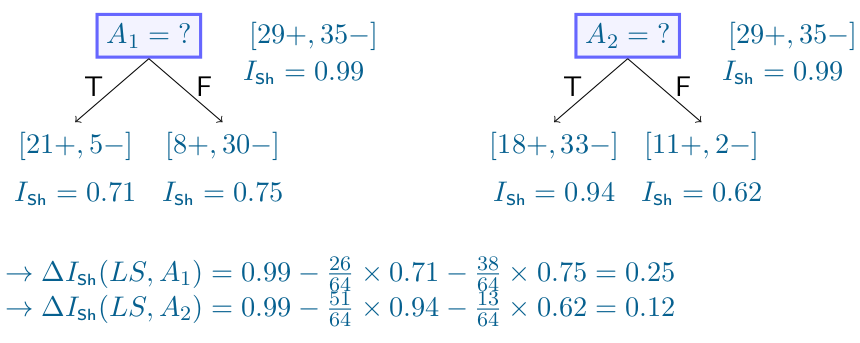 A₁ = ? [29+, 35−] A₂ = ? [29+, 35−]
I_Sh = 0.99 I_Sh = 0.99
T F T F
[21+, 5−] [8+, 30−] [18+, 33−] [11+, 2−]
I_Sh = 0.71 I_Sh = 0.75 I_Sh = 0.94 I_Sh = 0.62
→ ΔI_Sh(LS, A₁) = 0.99 − 26/64 × 0.71 − 38/64 × 0.75 = 0.25
→ ΔI_Sh(LS, A₂) = 0.99 − 51/64 × 0.94 − 13/64 × 0.62 = 0.12